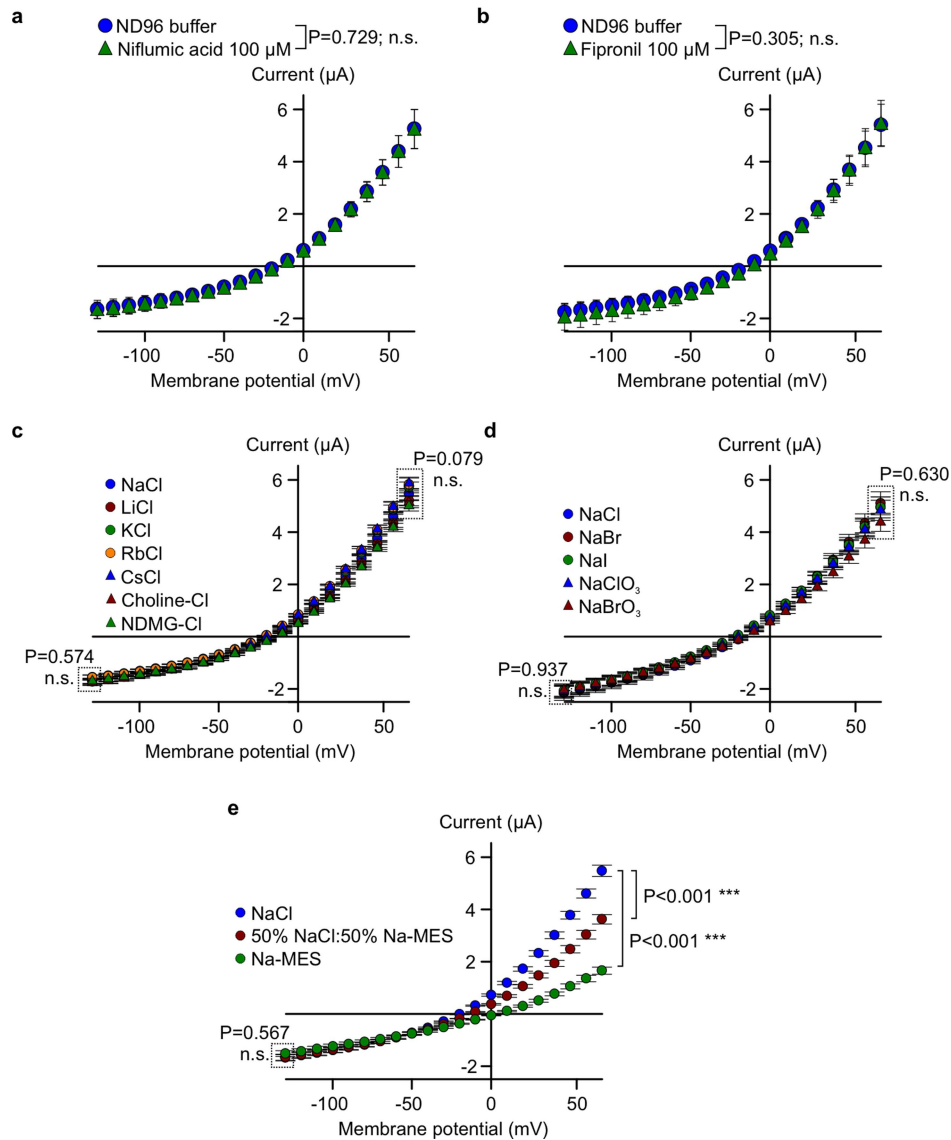 a
ND96 buffer
Niflumic acid 100 µM
P=0.729; n.s.
Current (µA)
6
4
2
-2
-100
-50
0
50
Membrane potential (mV)
b
ND96 buffer
Fipronil 100 µM
P=0.305; n.s.
Current (µA)
6
4
2
-2
-100
-50
0
50
Membrane potential (mV)
c
Current (µA)
NaCl
LiCl
KCl
RbCl
CsCl
Choline-Cl
NDMG-Cl
P=0.079
n.s.
6
4
2
-2
P=0.574
n.s.
-100
-50
0
50
Membrane potential (mV)
d
Current (µA)
NaCl
NaBr
NaI
NaClO₃
NaBrO₃
P=0.630
n.s.
6
4
2
-2
P=0.937
n.s.
-100
-50
0
50
Membrane potential (mV)
e
Current (µA)
NaCl
50% NaCl:50% Na-MES
Na-MES
6
4
2
-2
P<0.001 ***
P<0.001 ***
P=0.567
n.s.
-100
-50
0
50
Membrane potential (mV)